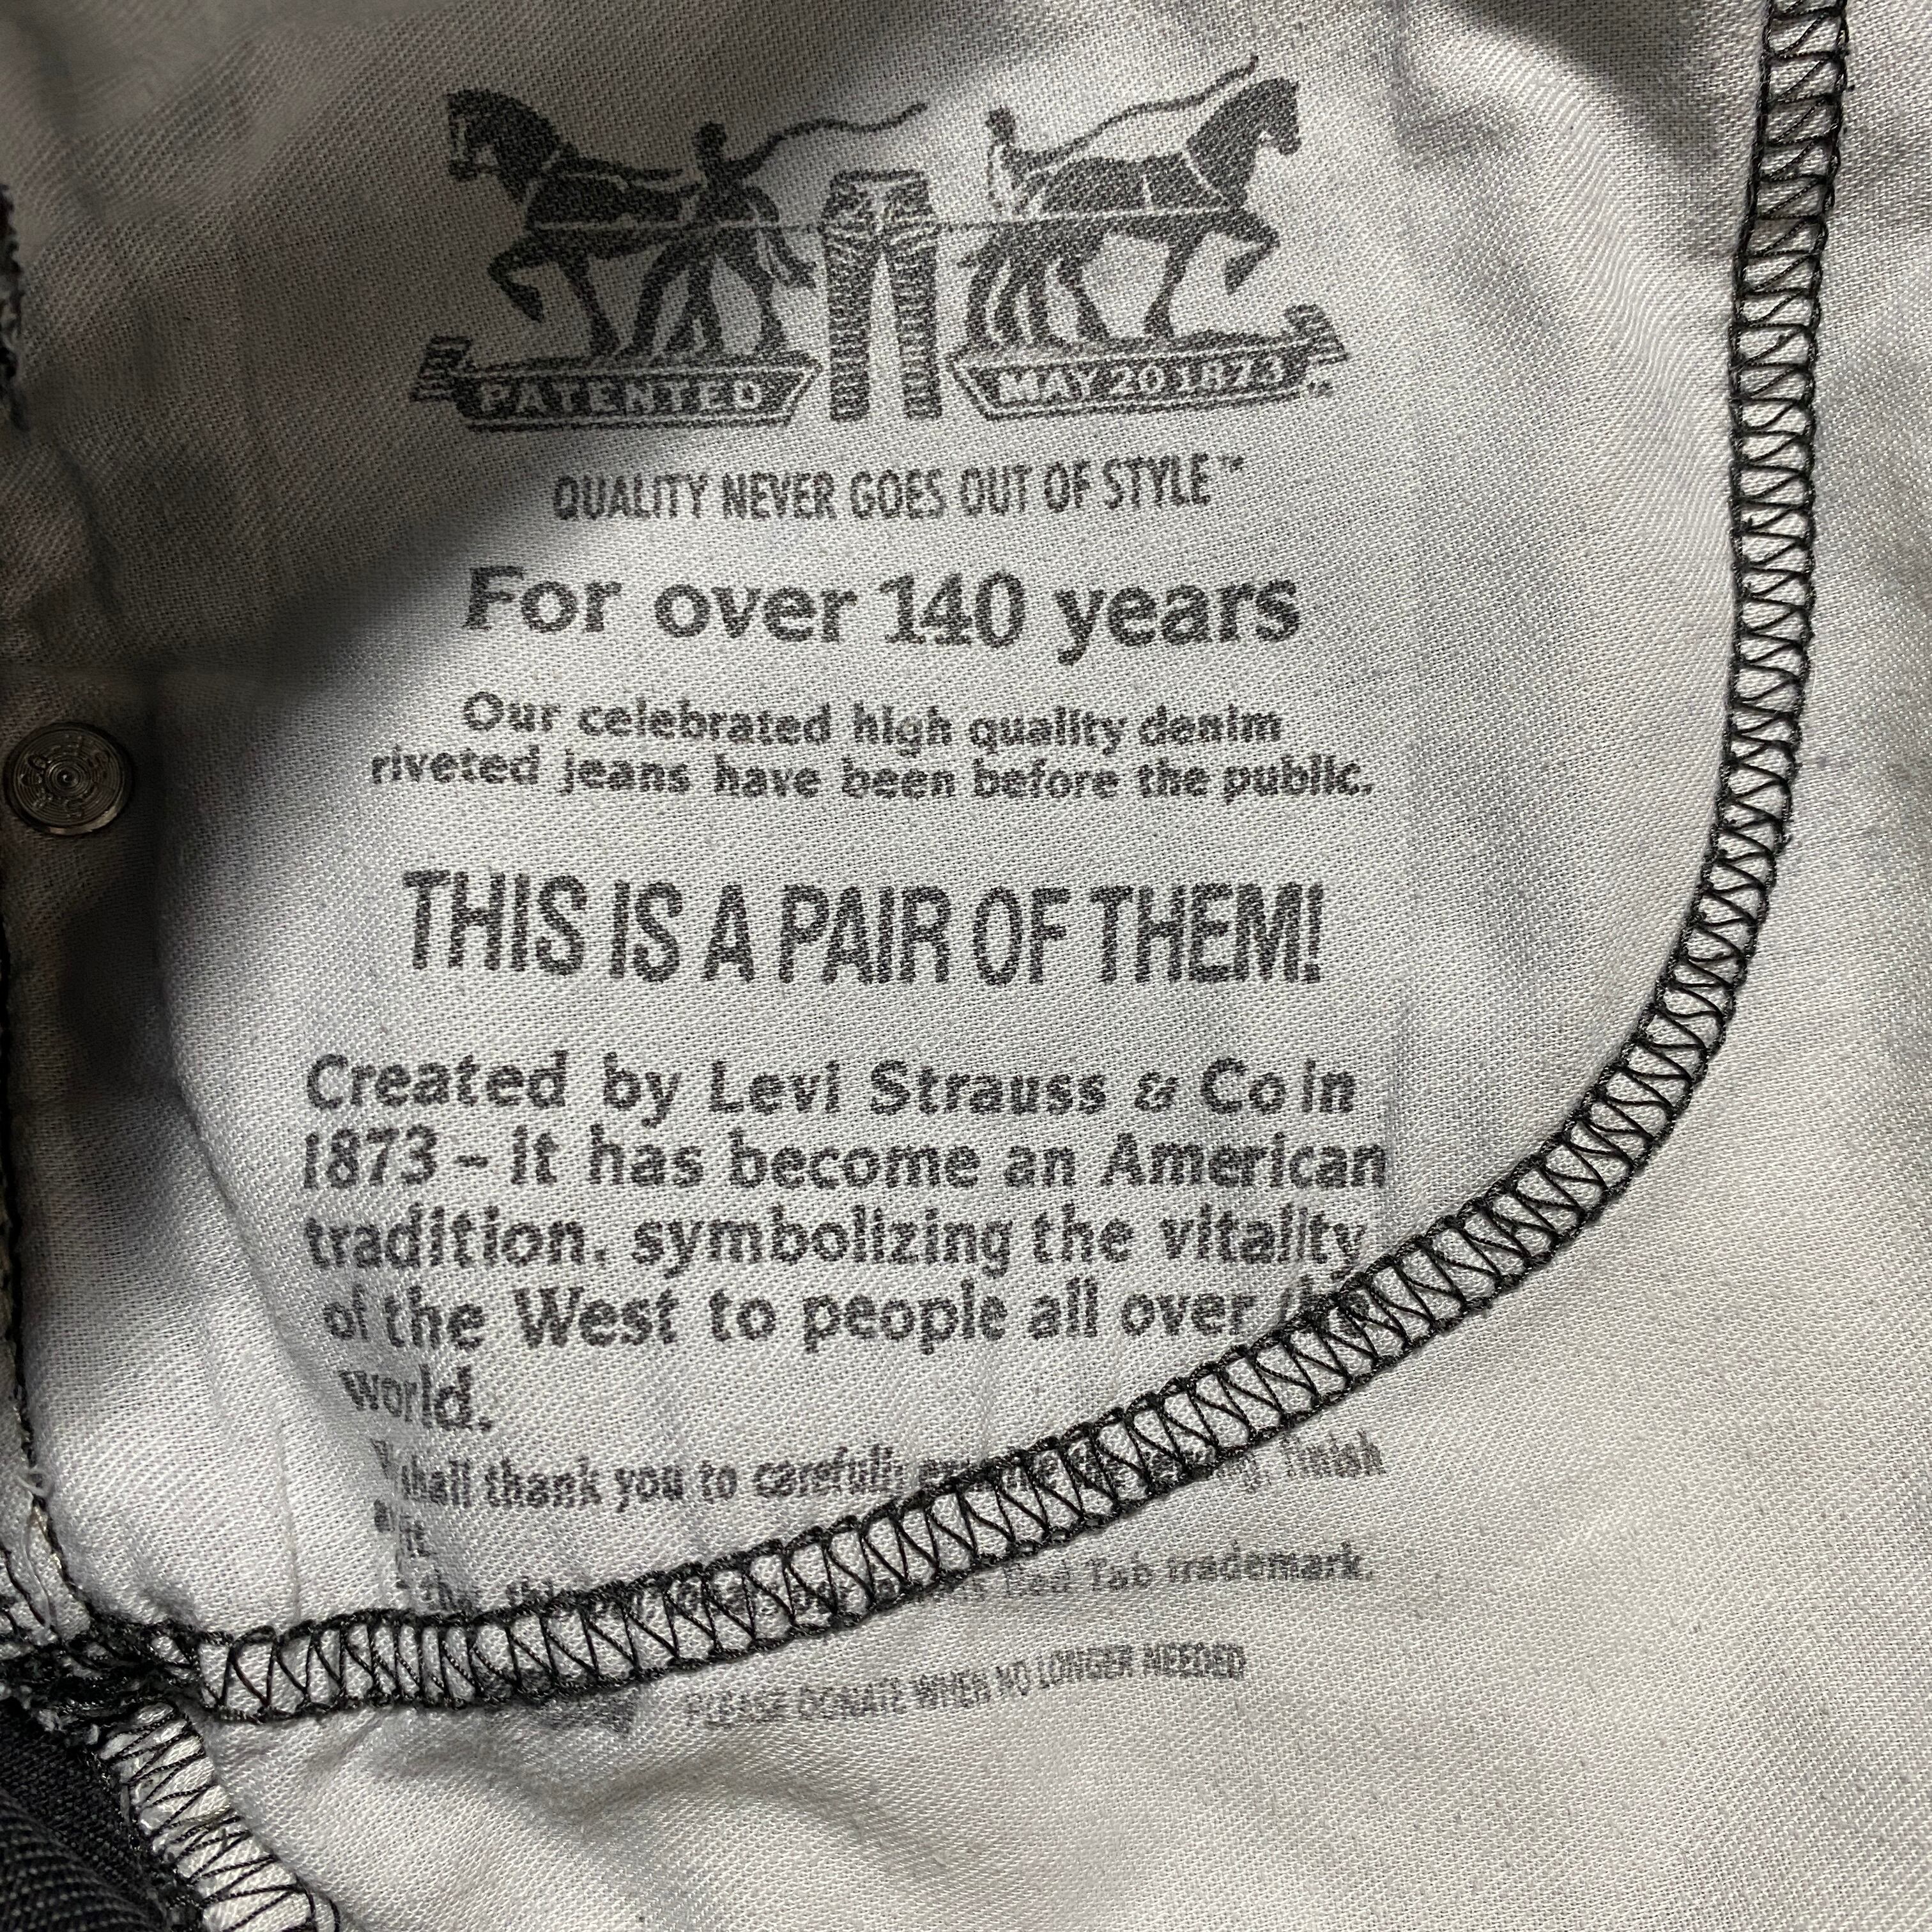 PATENTED MAY 20 1873
QUALITY NEVER GOES OUT OF STYLE™
For over 140 years
Our celebrated high quality denim
riveted jeans have been before the public.
THIS IS A PAIR OF THEM!
Created by Levi Strauss & Co in
1873 - it has become an American
tradition, symbolizing the vitality
of the West to people all over the
world.
shall thank you to carefully finish
it.
Red Tab trademark.
PLEASE DONATE WHEN NO LONGER NEEDED